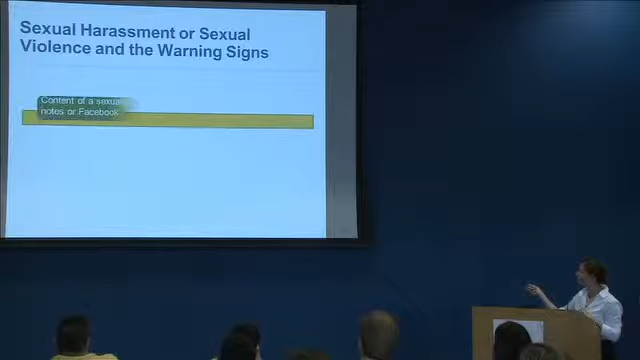 Sexual Harassment or Sexual
Violence and the Warning Signs
Content of a sexual
notes or Facebook